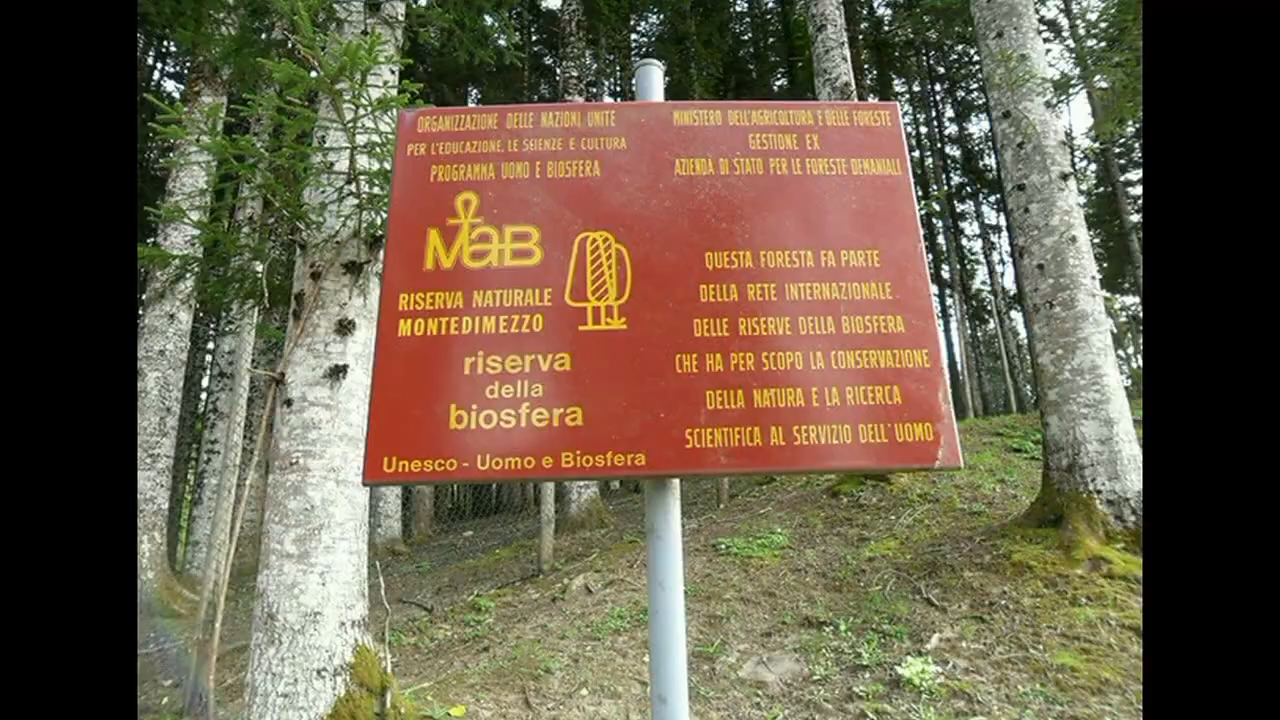 ORGANIZZAZIONE DELLE NAZIONI UNITE
PER L'EDUCAZIONE, LE SEIENZE E CULTURA
PROGRAMMA UOMO E BIOSFERA
MaB
RISERVA NATURALE
MONTEDIMEZZO
riserva
della
biosfera
Unesco - Uomo e Biosfera
MINISTERO DELL'AGRICOLTURA E DELLE FORESTE
GESTIONE EX
AZIENDA DI STATO PER LE FORESTE DEMANIALI
QUESTA FORESTA FA PARTE
DELLA RETE INTERNAZIONALE
DELLE RISERVE DELLA BIOSFERA
CHE HA PER SCOPO LA CONSERVAZIONE
DELLA NATURA E LA RICERCA
SCIENTIFICA AL SERVIZIO DELL'UOMO